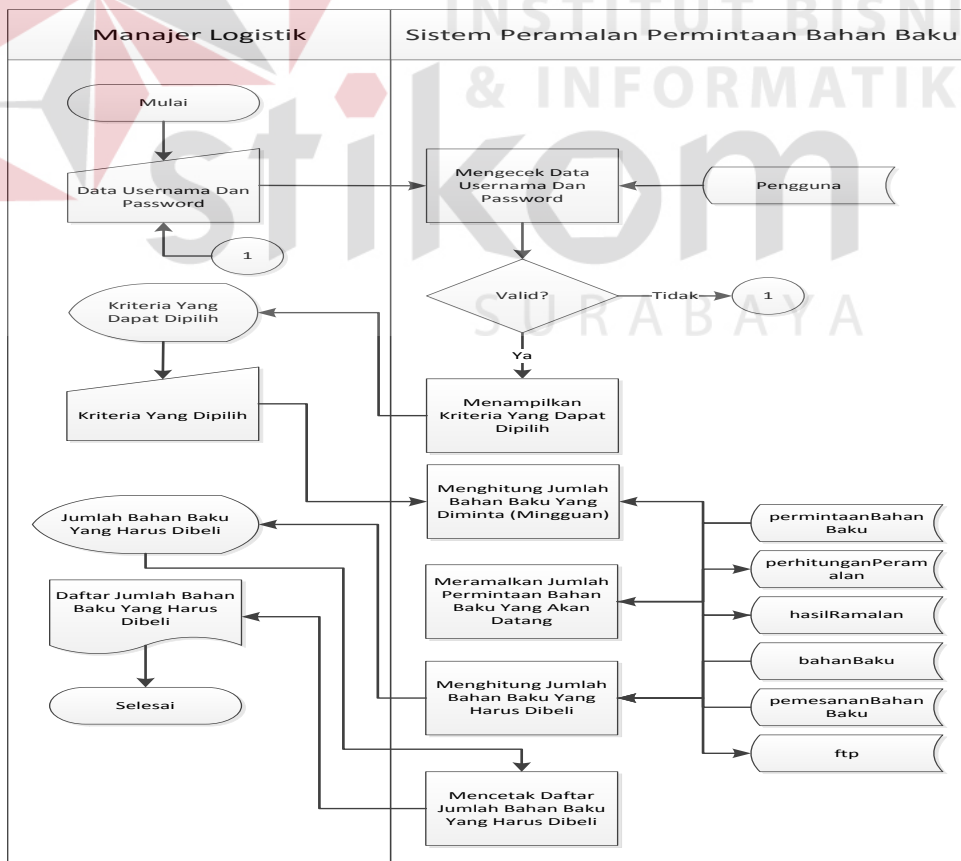 INSTITUT BISNI
Manajer Logistik
Sistem Peramalan Permintaan Bahan Baku
& INFORMATIK
stikom
SURABAYA
Mulai
Data Usernama Dan
Password
Mengecek Data
Usernama Dan
Password
Pengguna
1
Valid?
Tidak
1
Ya
Kriteria Yang
Dapat Dipilih
Menampilkan
Kriteria Yang Dapat
Dipilih
Kriteria Yang Dipilih
Menghitung Jumlah
Bahan Baku Yang
Diminta (Mingguan)
Jumlah Bahan Baku
Yang Harus Dibeli
permintaanBahan
Baku
perhitunganPeram
alan
Meramalkan Jumlah
Permintaan Bahan
Baku Yang Akan
Datang
Daftar Jumlah Bahan
Baku Yang Harus
Dibeli
hasilRamalan
bahanBaku
Menghitung Jumlah
Bahan Baku Yang
Harus Dibeli
pemesananBahan
Baku
Selesai
ftp
Mencetak Daftar
Jumlah Bahan Baku
Yang Harus Dibeli